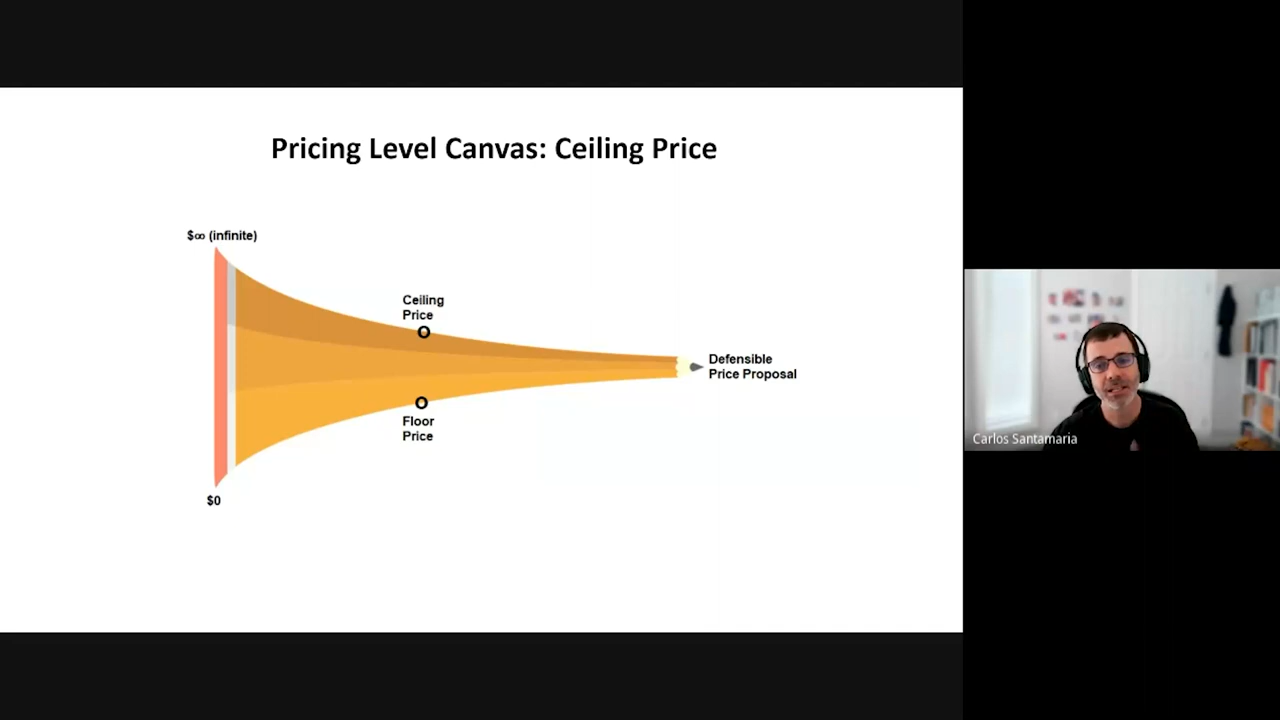 Pricing Level Canvas: Ceiling Price
$∞ (infinite)
Ceiling
Price
Defensible
Price Proposal
Floor
Price
$0
Carlos Santamaria